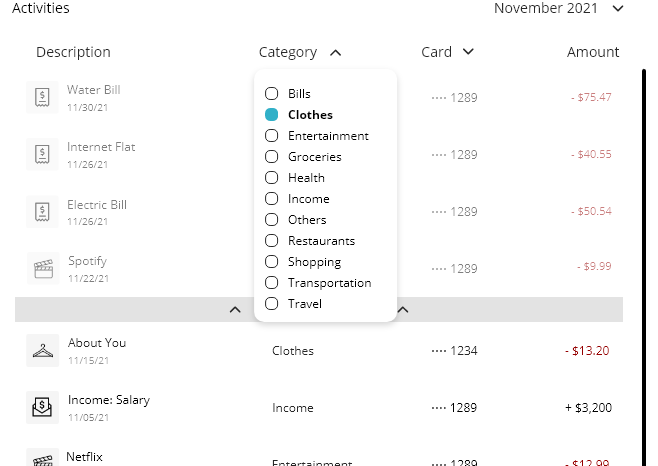 Activities
November 2021
Description Category Card Amount
Water Bill
11/30/21
···· 1289
- $75.47
Internet Flat
11/26/21
···· 1289
- $40.55
Electric Bill
11/26/21
···· 1289
- $50.54
Spotify
11/22/21
···· 1289
- $9.99
Bills
Clothes
Entertainment
Groceries
Health
Income
Others
Restaurants
Shopping
Transportation
Travel
About You
11/15/21
Clothes
···· 1234
- $13.20
Income: Salary
11/05/21
Income
···· 1289
+ $3,200
Netflix
Entertainment
···· 1289
- $12.99